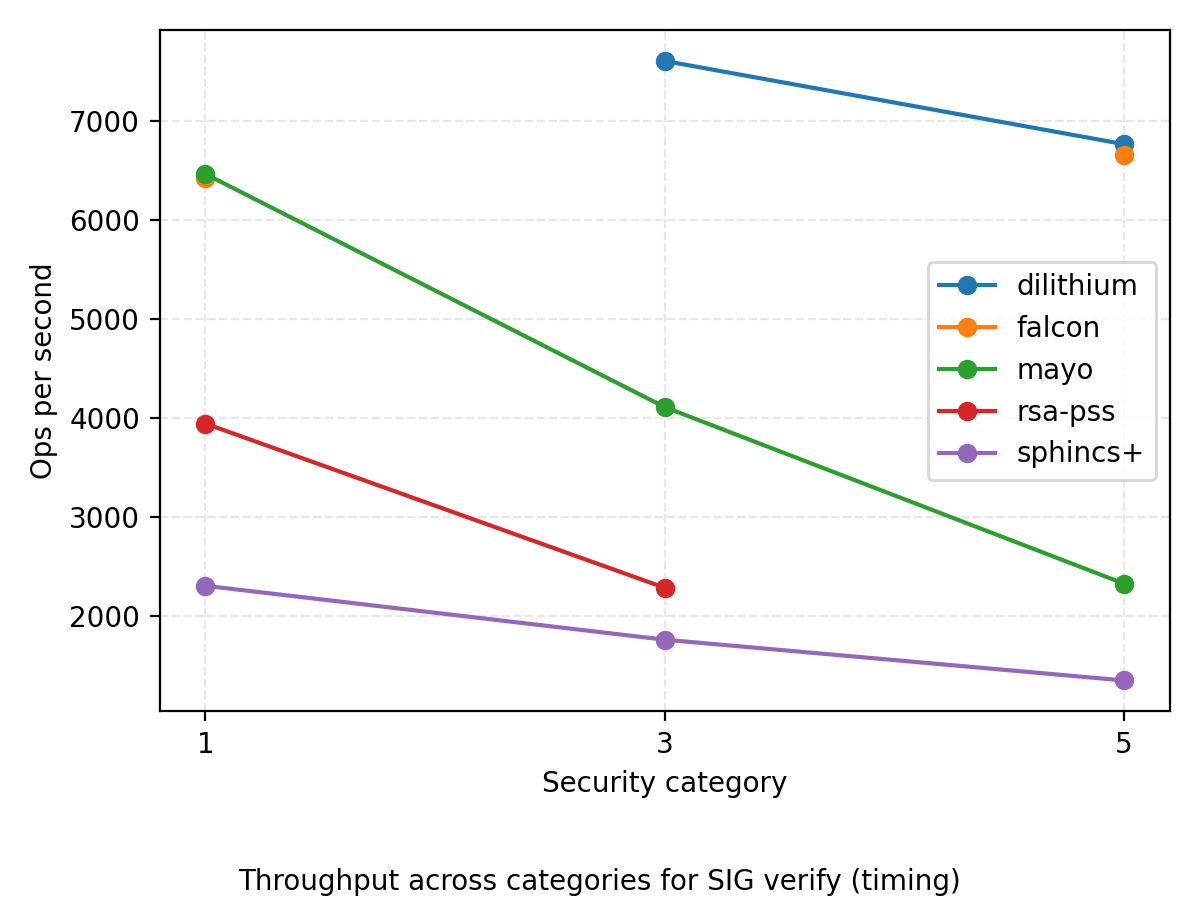 7000
6000
5000
4000
3000
2000
Ops per second
dilithium
falcon
mayo
rsa-pss
sphincs+
1 3 5
Security category
Throughput across categories for SIG verify (timing)